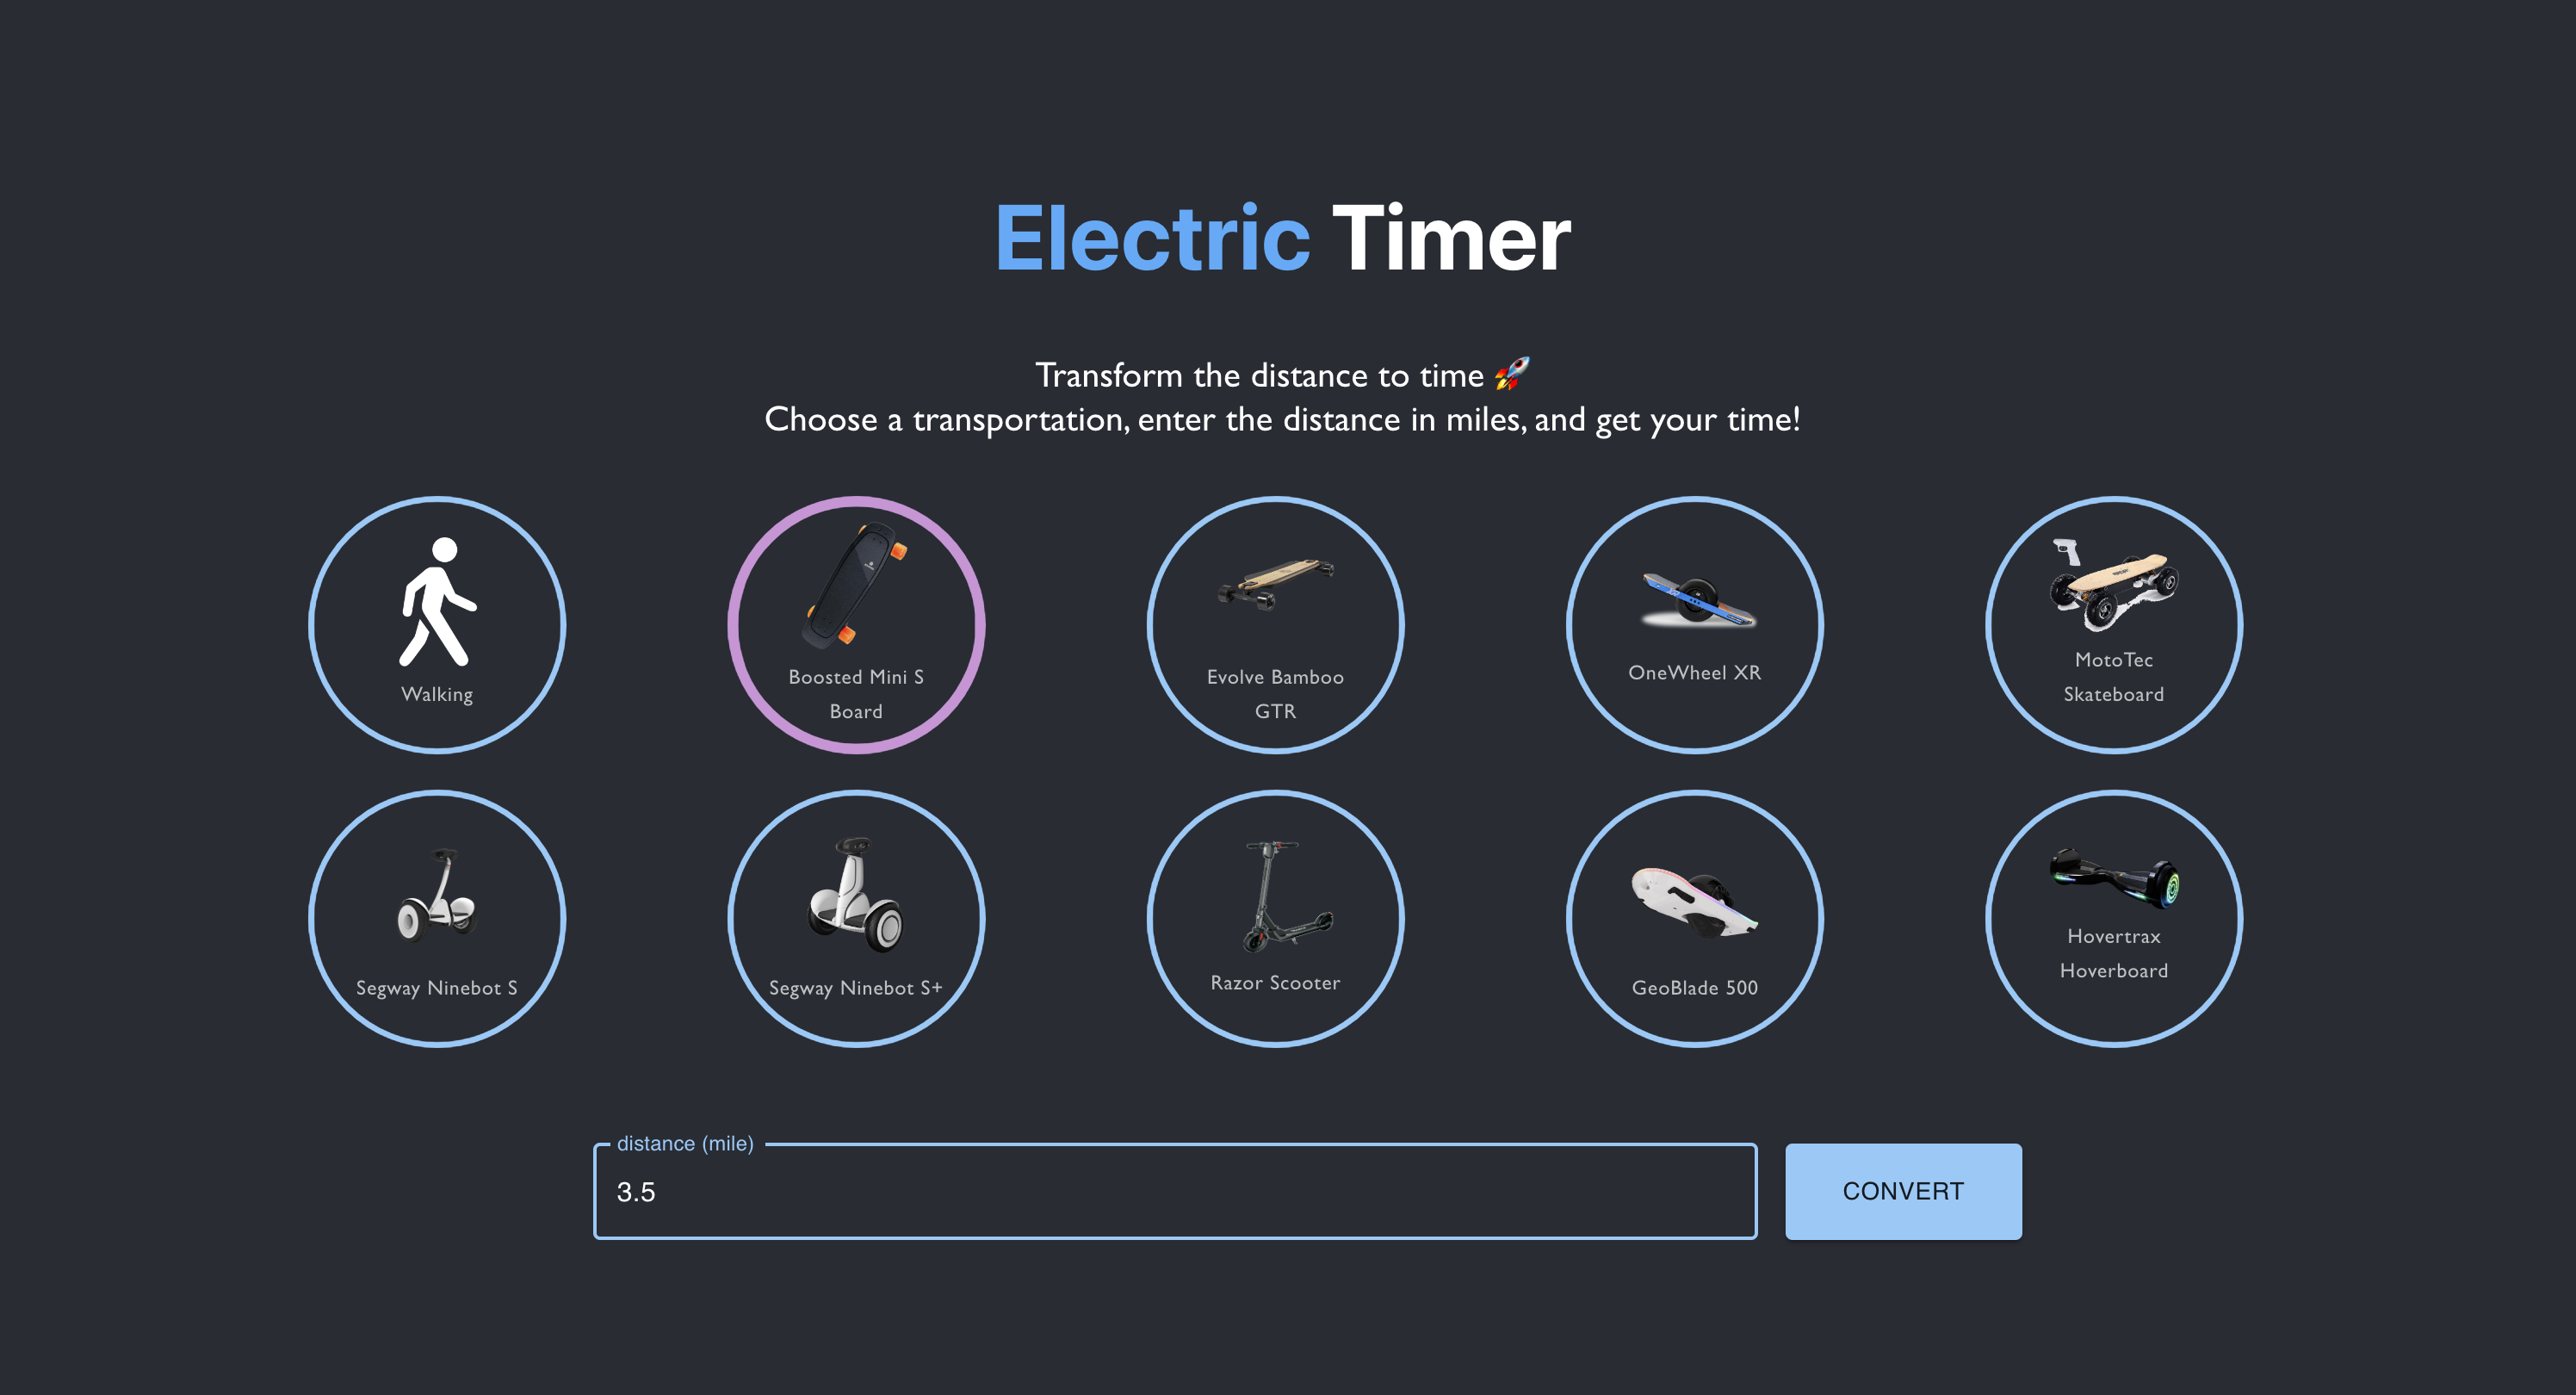 Electric Timer
Transform the distance to time 🚀
Choose a transportation, enter the distance in miles, and get your time!
Walking
Boosted Mini S
Board
Evolve Bamboo
GTR
OneWheel XR
MotoTec
Skateboard
Segway Ninebot S
Segway Ninebot S+
Razor Scooter
GeoBlade 500
Hovertrax
Hoverboard
distance (mile)
3.5
CONVERT